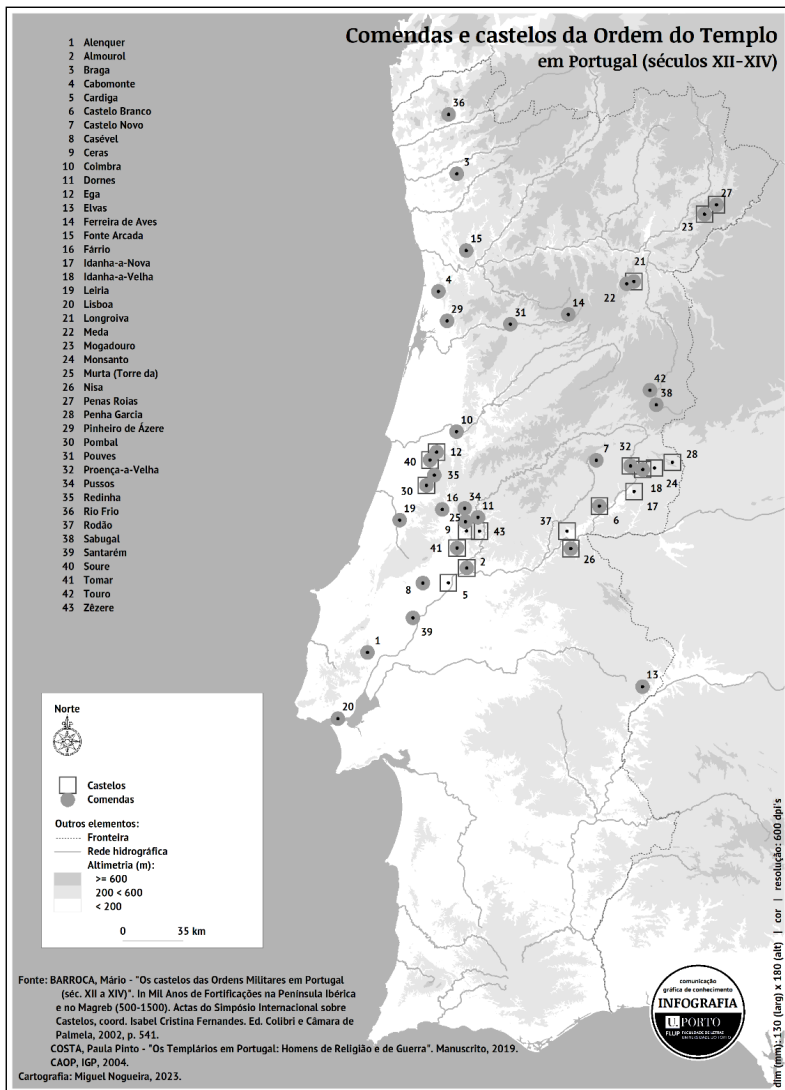 Comendas e castelos da Ordem do Templo
em Portugal (séculos XII-XIV)
1 Alenquer
2 Almourol
3 Braga
4 Cabomonte
5 Cardiga
6 Castelo Branco
7 Castelo Novo
8 Casével
9 Ceras
10 Coimbra
11 Dornes
12 Ega
13 Elvas
14 Ferreira de Aves
15 Fonte Arcada
16 Fárrio
17 Idanha-a-Nova
18 Idanha-a-Velha
19 Leiria
20 Lisboa
21 Longroiva
22 Meda
23 Mogadouro
24 Monsanto
25 Murta (Torre da)
26 Nisa
27 Penas Roias
28 Penha Garcia
29 Pinheiro de Ázere
30 Pombal
31 Pouves
32 Proença-a-Velha
34 Pussos
35 Redinha
36 Rio Frio
37 Rodão
38 Sabugal
39 Santarém
40 Soure
41 Tomar
42 Touro
43 Zêzere
36
3
27
23
15
21
22
4
29
31
14
42
38
10
12
40
7
32
28
35
24
18
30
17
16
34
11
19
25
6
9
43
37
41
26
2
8
5
39
1
13
20
Norte
Castelos
Comendas
Outros elementos:
Fronteira
Rede hidrográfica
Altimetria (m):
>= 600
200 < 600
< 200
0 35 km
Fonte: BARROCA, Mário - "Os castelos das Ordens Militares em Portugal
(séc. XII a XIV)". In Mil Anos de Fortificações na Península Ibérica
e no Magreb (500-1500). Actas do Simpósio Internacional sobre
Castelos, coord. Isabel Cristina Fernandes. Ed. Colibri e Câmara de
Palmela, 2002, p. 541.
COSTA, Paula Pinto - "Os Templários em Portugal: Homens de Religião e de Guerra". Manuscrito, 2019.
CAOP, IGP, 2004.
Cartografia: Miguel Nogueira, 2023.
comunicação
gráfica de conhecimento
INFOGRAFIA
U. PORTO
FLUP FACULDADE DE LETRAS
UNIVERSIDADE DO PORTO
dim (mm): 130 (larg) x 180 (alt) | cor | resolução: 600 dpi's